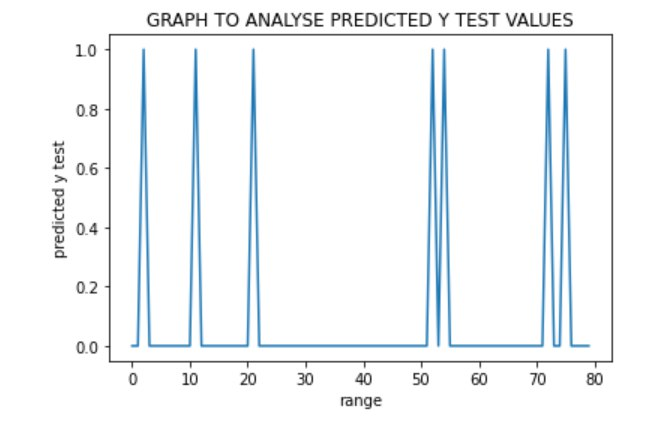 GRAPH TO ANALYSE PREDICTED Y TEST VALUES
1.0
0.8
0.6
0.4
0.2
0.0
predicted y test
0 10 20 30 40 50 60 70 80
range